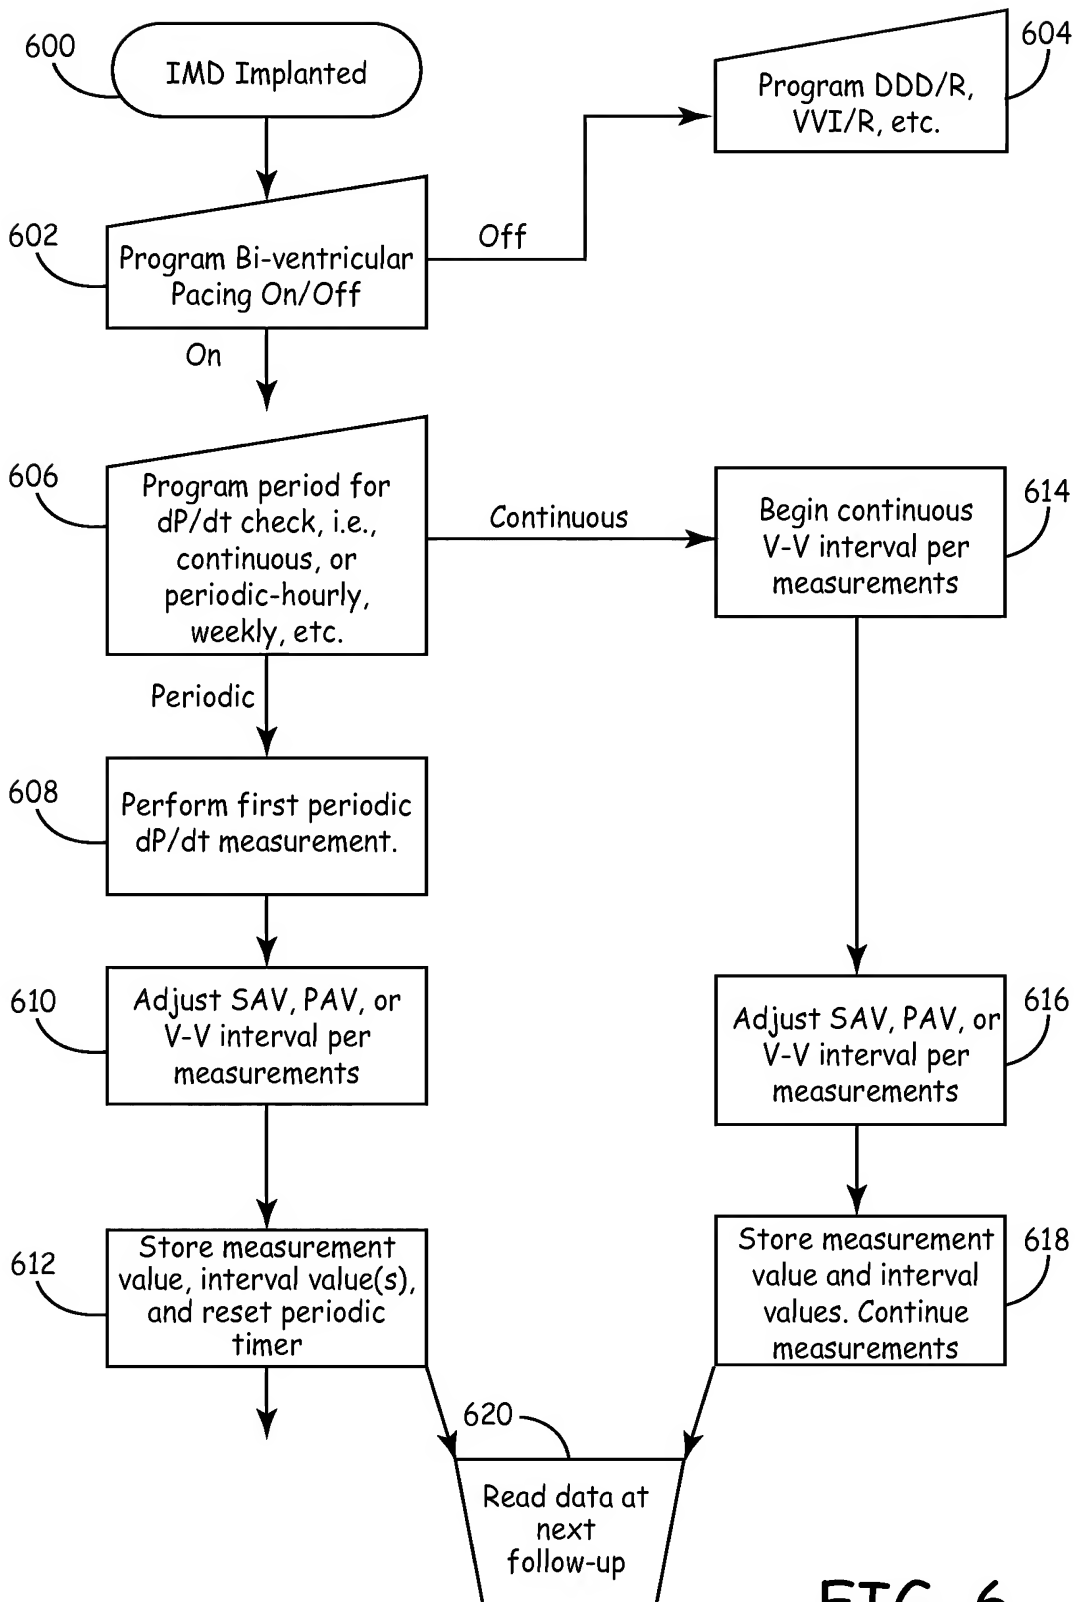 600
IMD Implanted
604
Program DDD/R,
VVI/R, etc.
602
Program Bi-ventricular
Pacing On/Off
Off
On
606
Program period for
dP/dt check, i.e.,
continuous, or
periodic-hourly,
weekly, etc.
Continuous
614
Begin continuous
V-V interval per
measurements
Periodic
608
Perform first periodic
dP/dt measurement.
610
Adjust SAV, PAV, or
V-V interval per
measurements
616
Adjust SAV, PAV, or
V-V interval per
measurements
612
Store measurement
value, interval value(s),
and reset periodic
timer
618
Store measurement
value and interval
values. Continue
measurements
620
Read data at
next
follow-up
FIG. 6